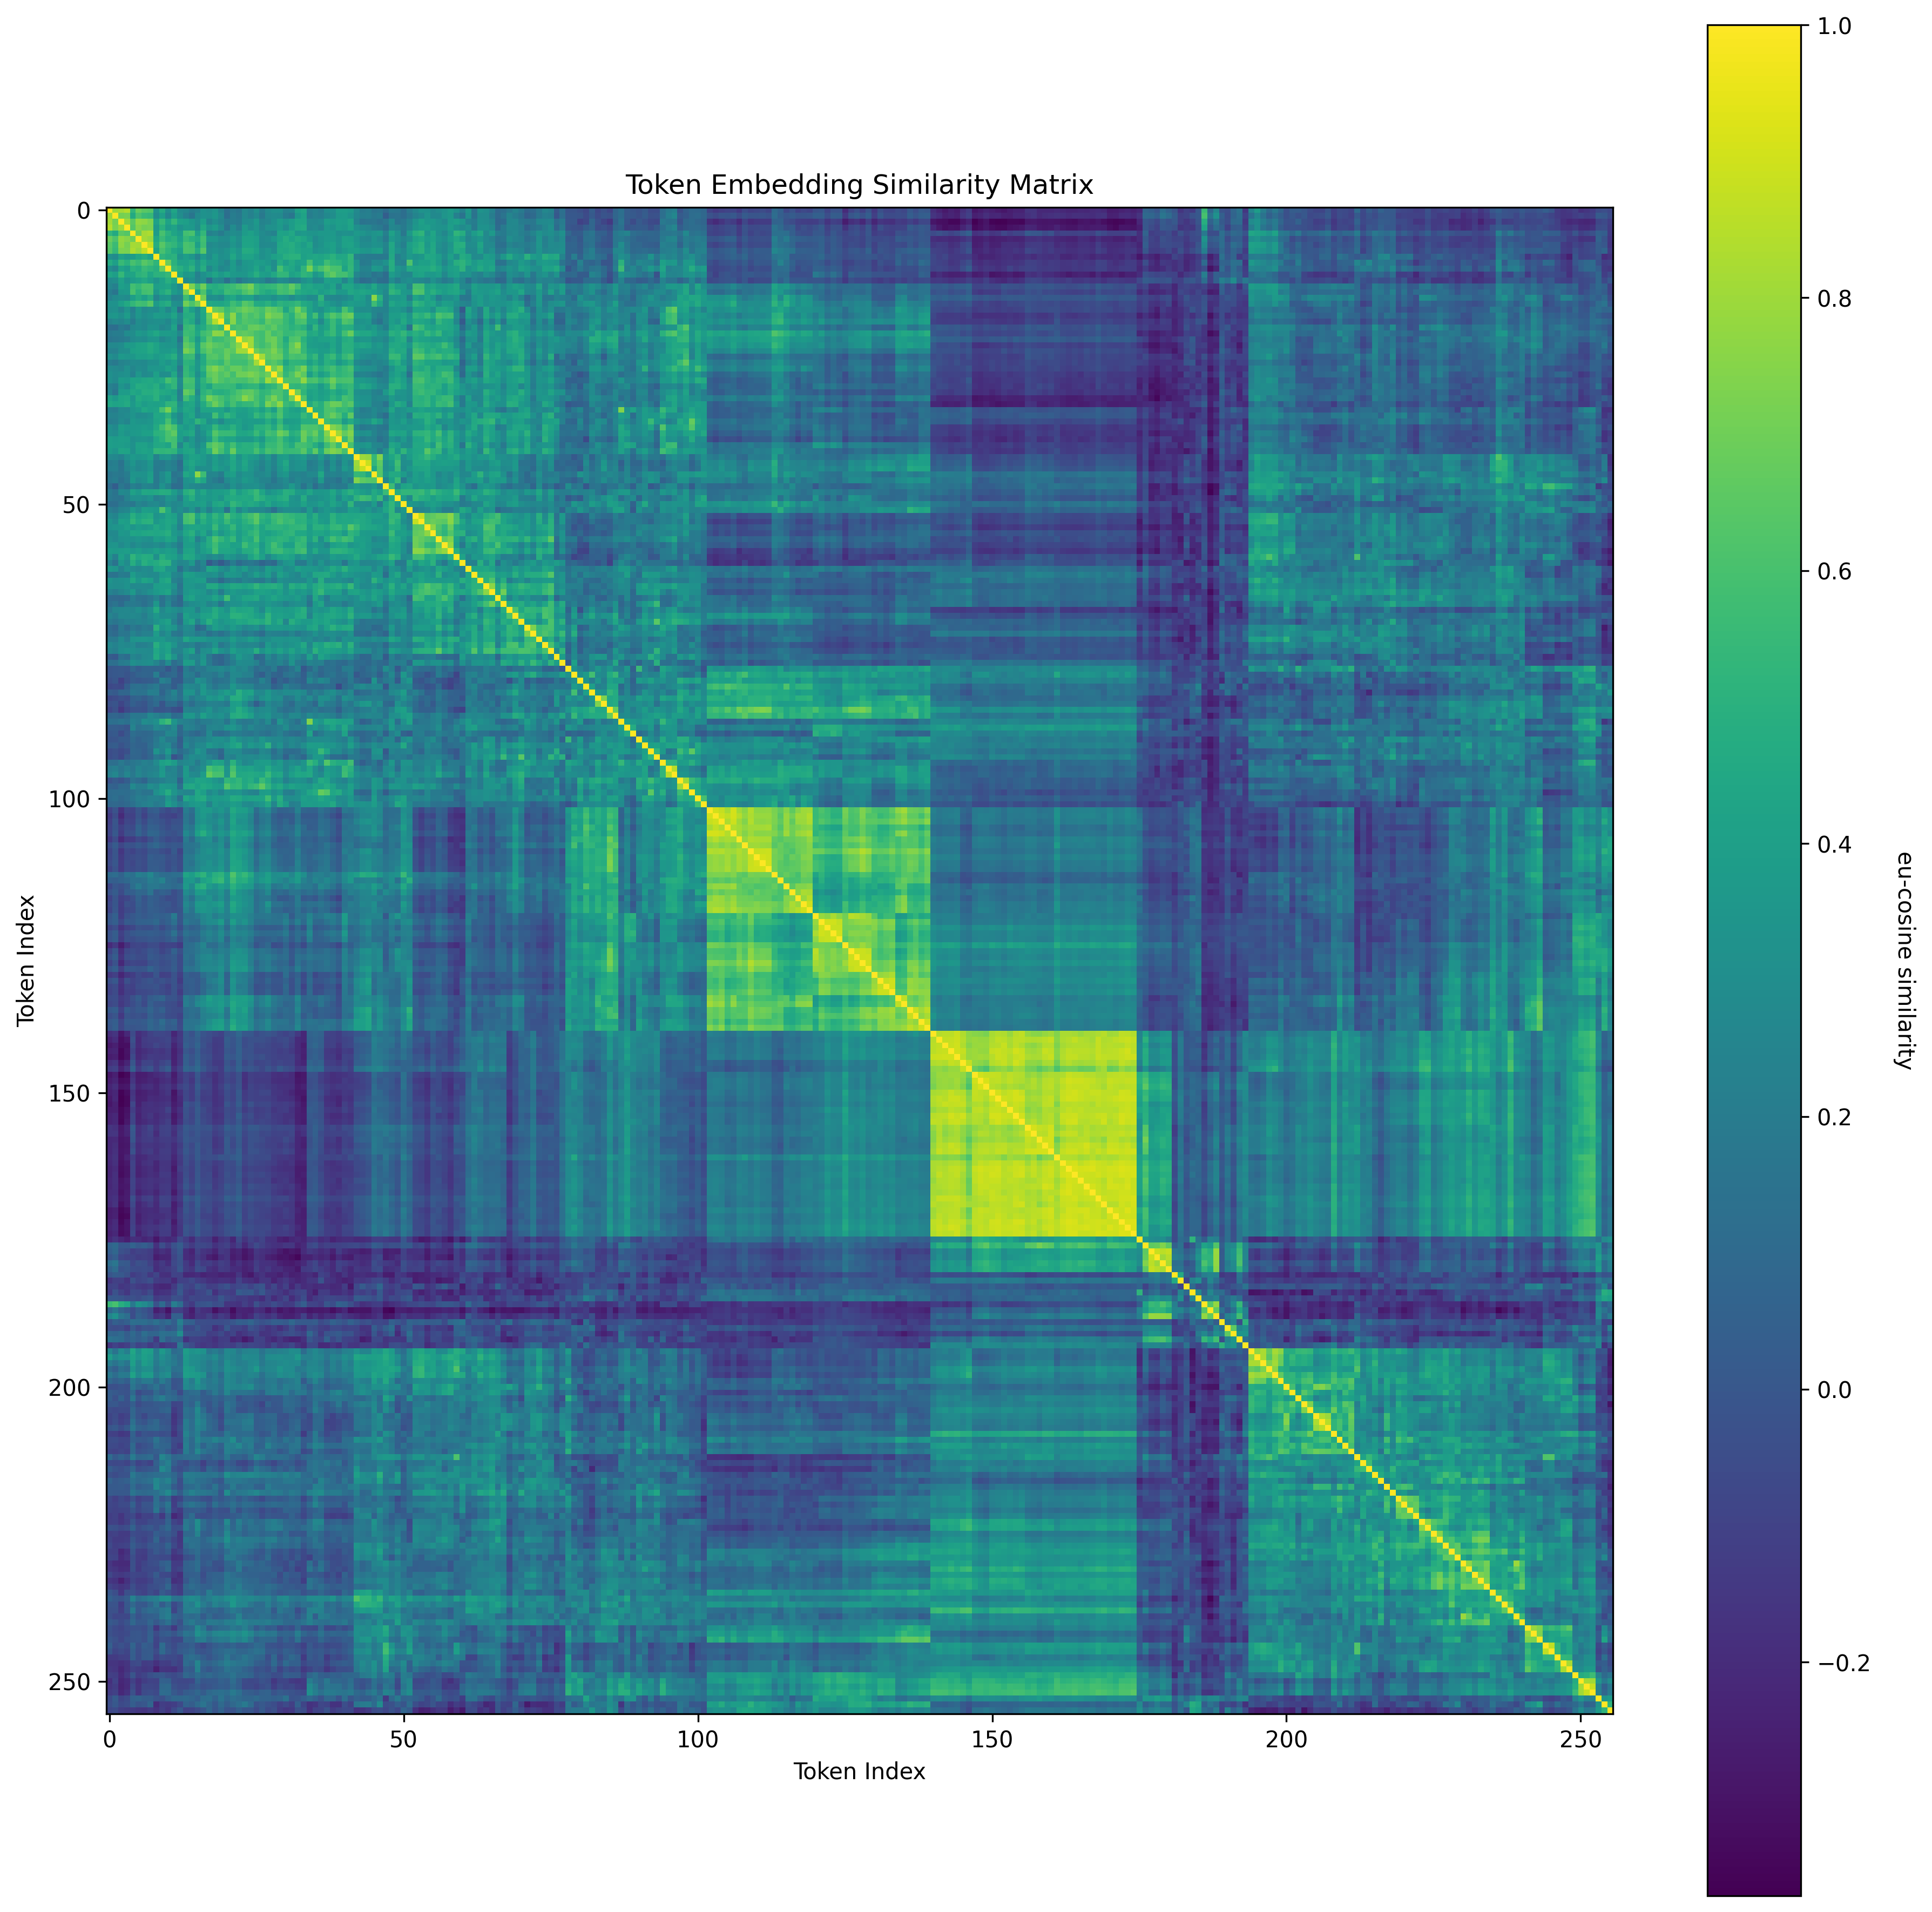 Token Embedding Similarity Matrix
1.0
0.8
0.6
0.4
0.2
0.0
−0.2
eu-cosine similarity
0
50
100
150
200
250
Token Index
0 50 100 150 200 250
Token Index